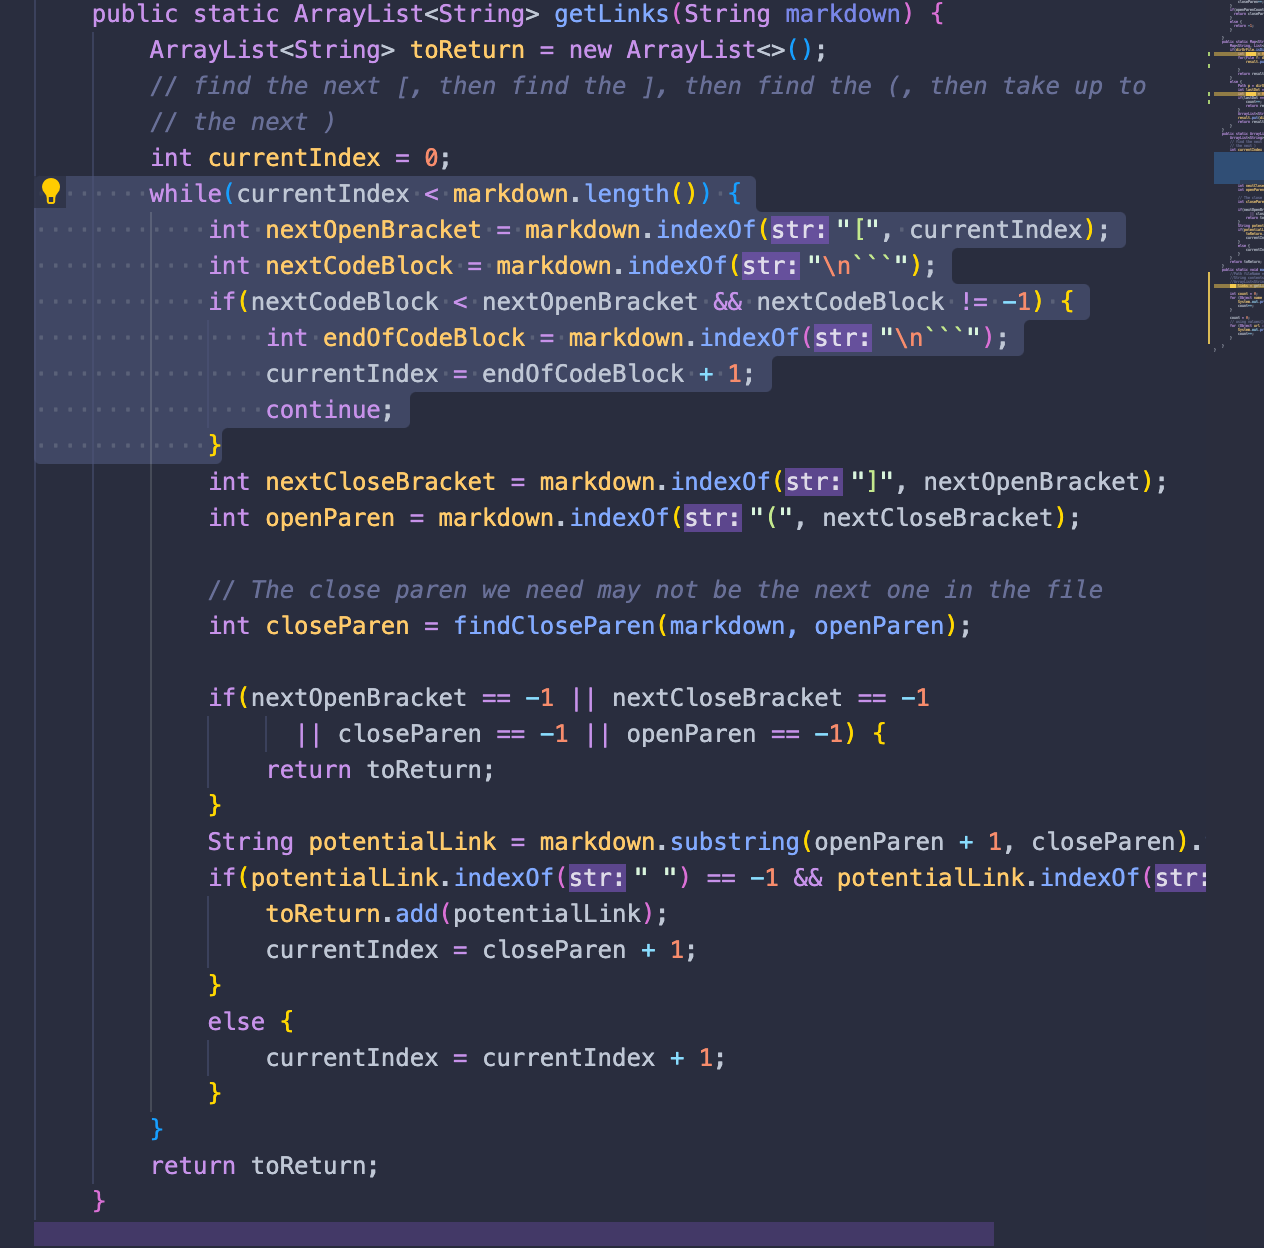 public static ArrayList<String> getLinks(String markdown) {
ArrayList<String> toReturn = new ArrayList<>();
// find the next [, then find the ], then find the (, then take up to
// the next )
int currentIndex = 0;
while(currentIndex < markdown.length()) {
int nextOpenBracket = markdown.indexOf(str: "[", currentIndex);
int nextCodeBlock = markdown.indexOf(str: "\n```");
if(nextCodeBlock < nextOpenBracket && nextCodeBlock != -1) {
int endOfCodeBlock = markdown.indexOf(str: "\n```");
currentIndex = endOfCodeBlock + 1;
continue;
}
int nextCloseBracket = markdown.indexOf(str: "]", nextOpenBracket);
int openParen = markdown.indexOf(str: "(", nextCloseBracket);
// The close paren we need may not be the next one in the file
int closeParen = findCloseParen(markdown, openParen);
if(nextOpenBracket == -1 || nextCloseBracket == -1
|| closeParen == -1 || openParen == -1) {
return toReturn;
}
String potentialLink = markdown.substring(openParen + 1, closeParen).
if(potentialLink.indexOf(str: " ") == -1 && potentialLink.indexOf(str:
toReturn.add(potentialLink);
currentIndex = closeParen + 1;
}
else {
currentIndex = currentIndex + 1;
}
}
return toReturn;
}